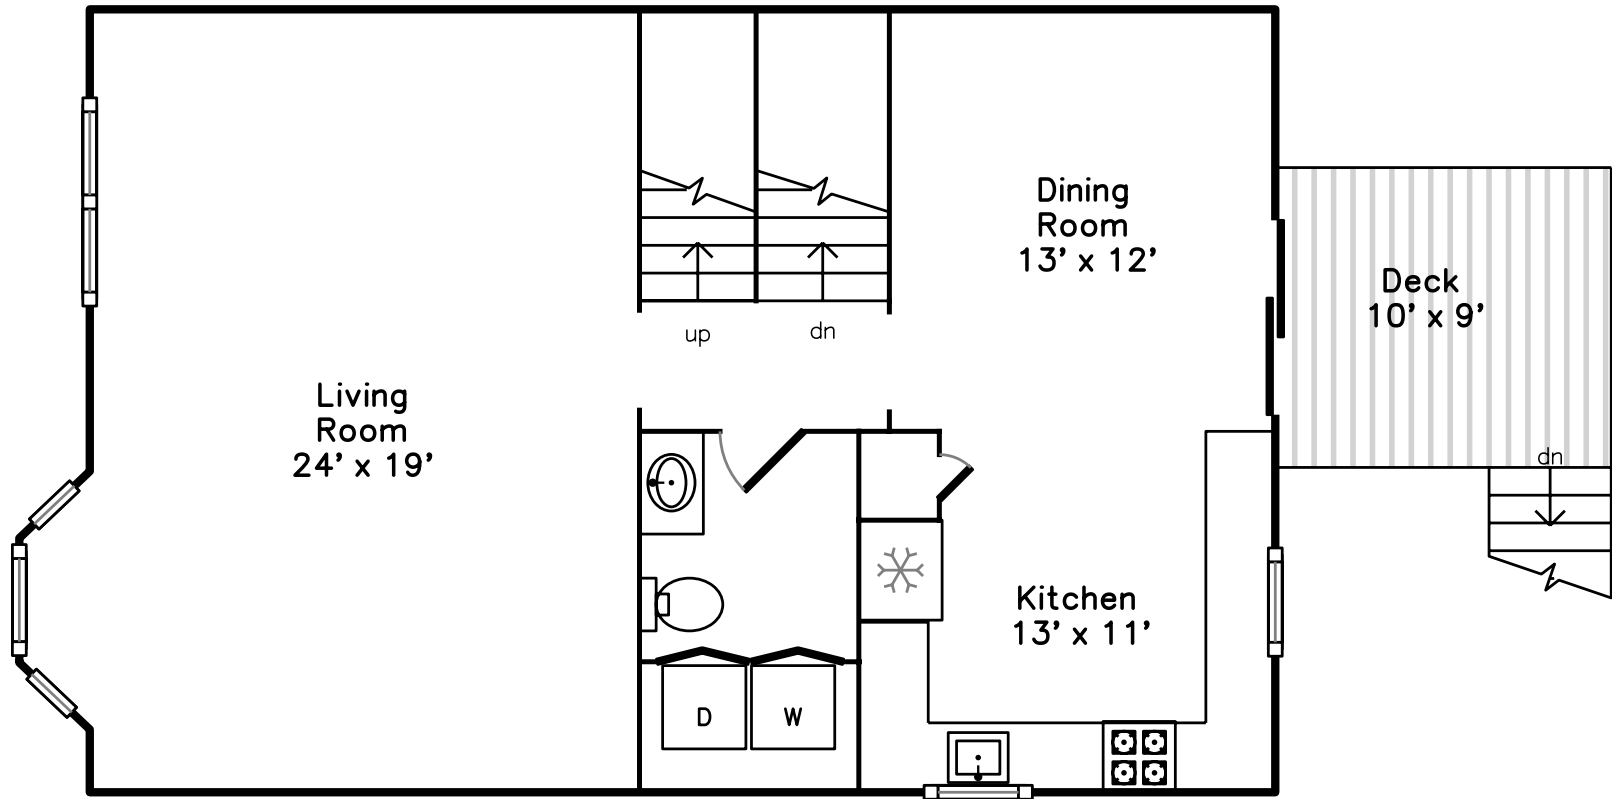 Dining
Room
13' x 12'
Deck
10' x 9'
up
dn
Living
Room
24' x 19'
dn
Kitchen
13' x 11'
D
W